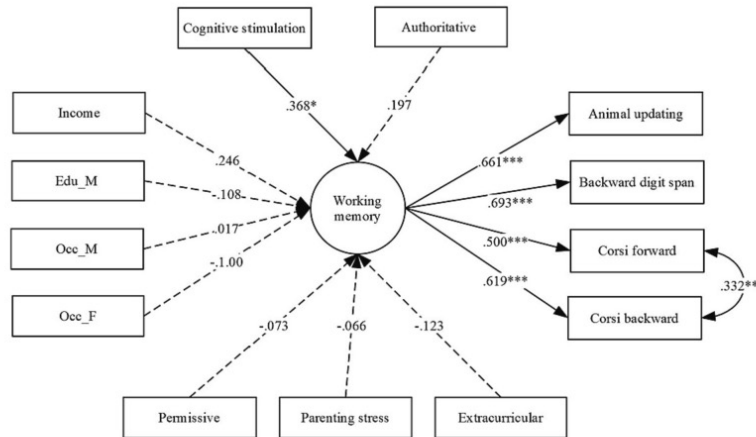 Cognitive stimulation
Authoritative
.368*
.197
Income
Animal updating
.246
.661***
Edu_M
-.108
Working
memory
.693***
Backward digit span
Occ_M
.017
.500***
Corsi forward
-.1.00
.619***
.332**
Occ_F
Corsi backward
-.073
-.066
-.123
Permissive
Parenting stress
Extracurricular